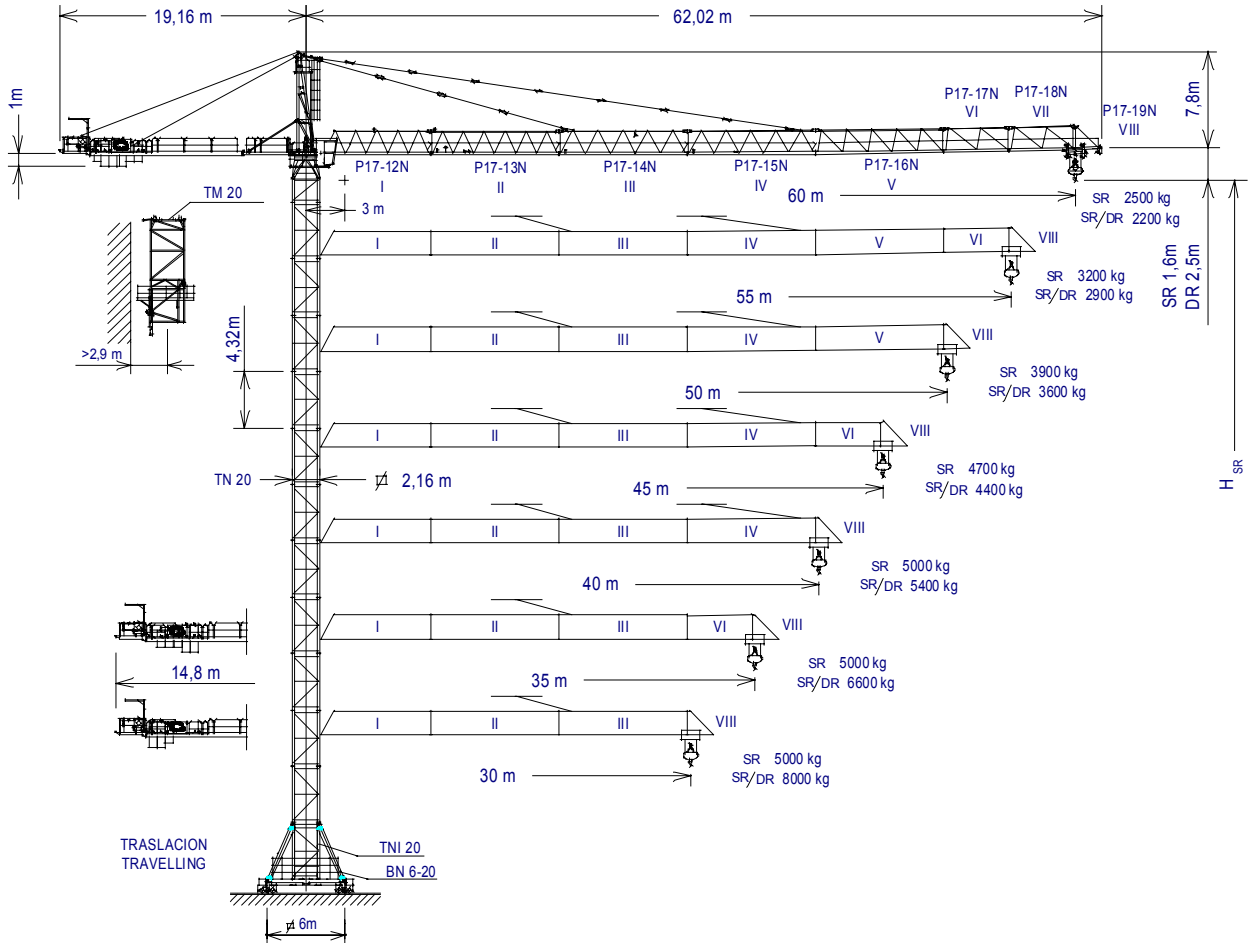 19,16 m
62,02 m
1m
7,8m
P17-17N
VI
P17-18N
VII
P17-19N
VIII
P17-12N
I
P17-13N
II
P17-14N
III
P17-15N
IV
P17-16N
V
TM 20
3 m
60 m
SR 2500 kg
SR/DR 2200 kg
SR 1,6m
DR 2,5m
I
II
III
IV
V
VI
VIII
55 m
SR 3200 kg
SR/DR 2900 kg
>2,9 m
4,32m
I
II
III
IV
V
VIII
50 m
SR 3900 kg
SR/DR 3600 kg
I
II
III
IV
VI
VIII
TN 20
2,16 m
45 m
SR 4700 kg
SR/DR 4400 kg
H SR
I
II
III
IV
VIII
40 m
SR 5000 kg
SR/DR 5400 kg
I
II
III
VI
VIII
14,8 m
35 m
SR 5000 kg
SR/DR 6600 kg
I
II
III
VIII
30 m
SR 5000 kg
SR/DR 8000 kg
TRASLACION
TRAVELLING
TNI 20
BN 6-20
6m